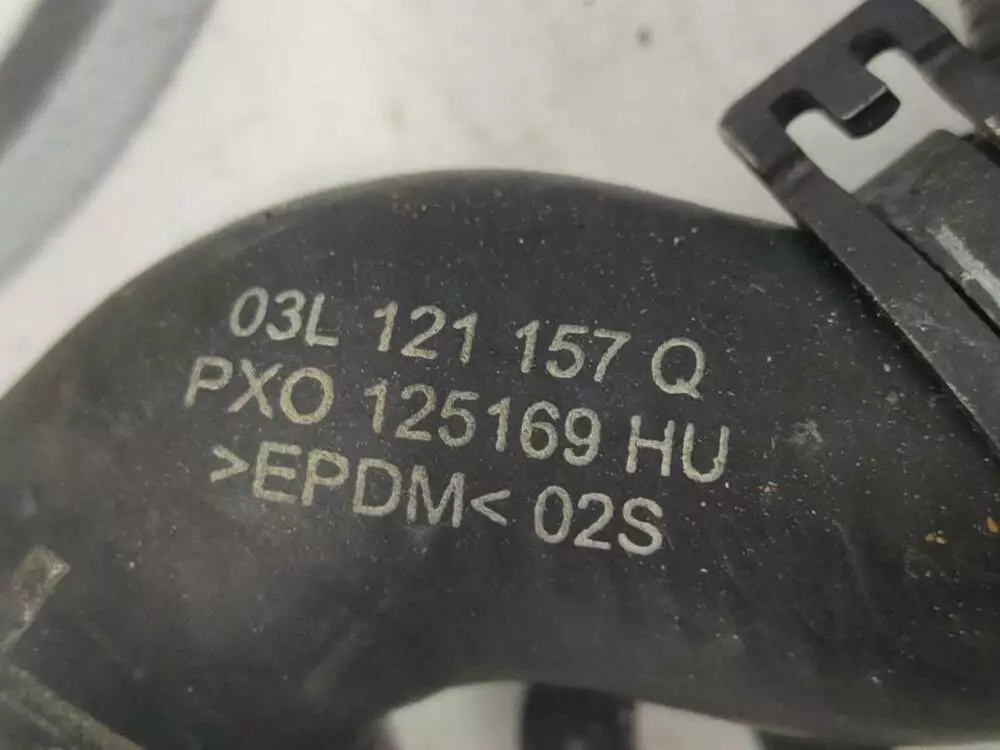 03L 121 157 Q
PXO 125169 HU
>EPDM< 02S